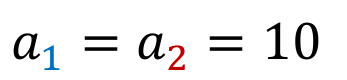 a₁ = a₂ = 10